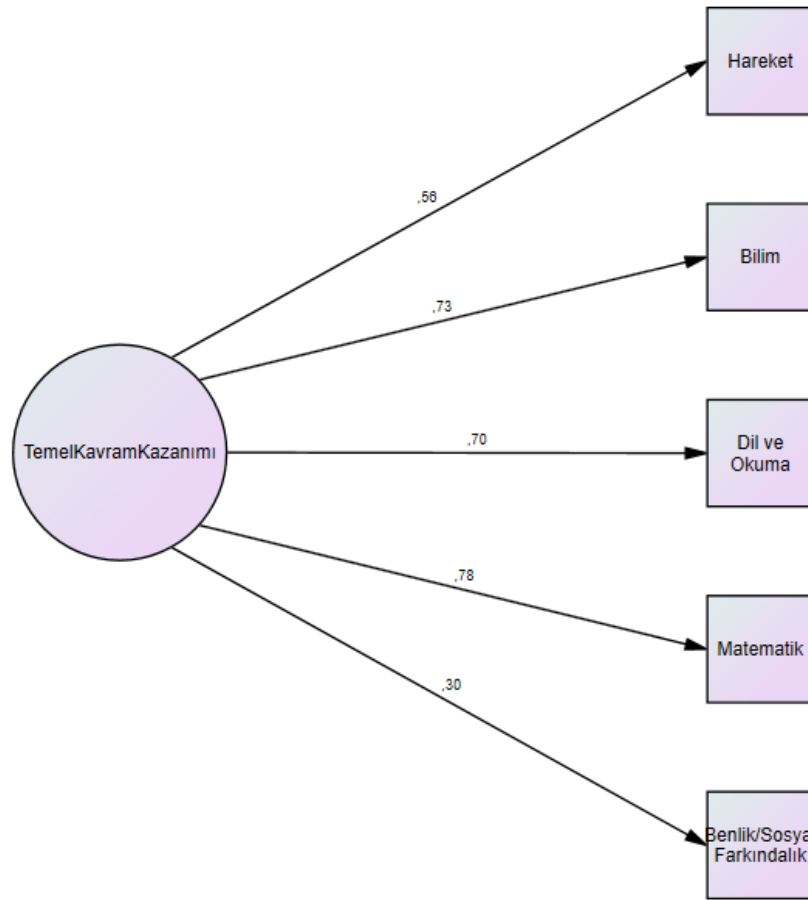 Hareket
,56
Bilim
,73
TemelKavramKazanımı
,70
Dil ve
Okuma
,78
Matematik
,30
Benlik/Sosya
Farkındalık